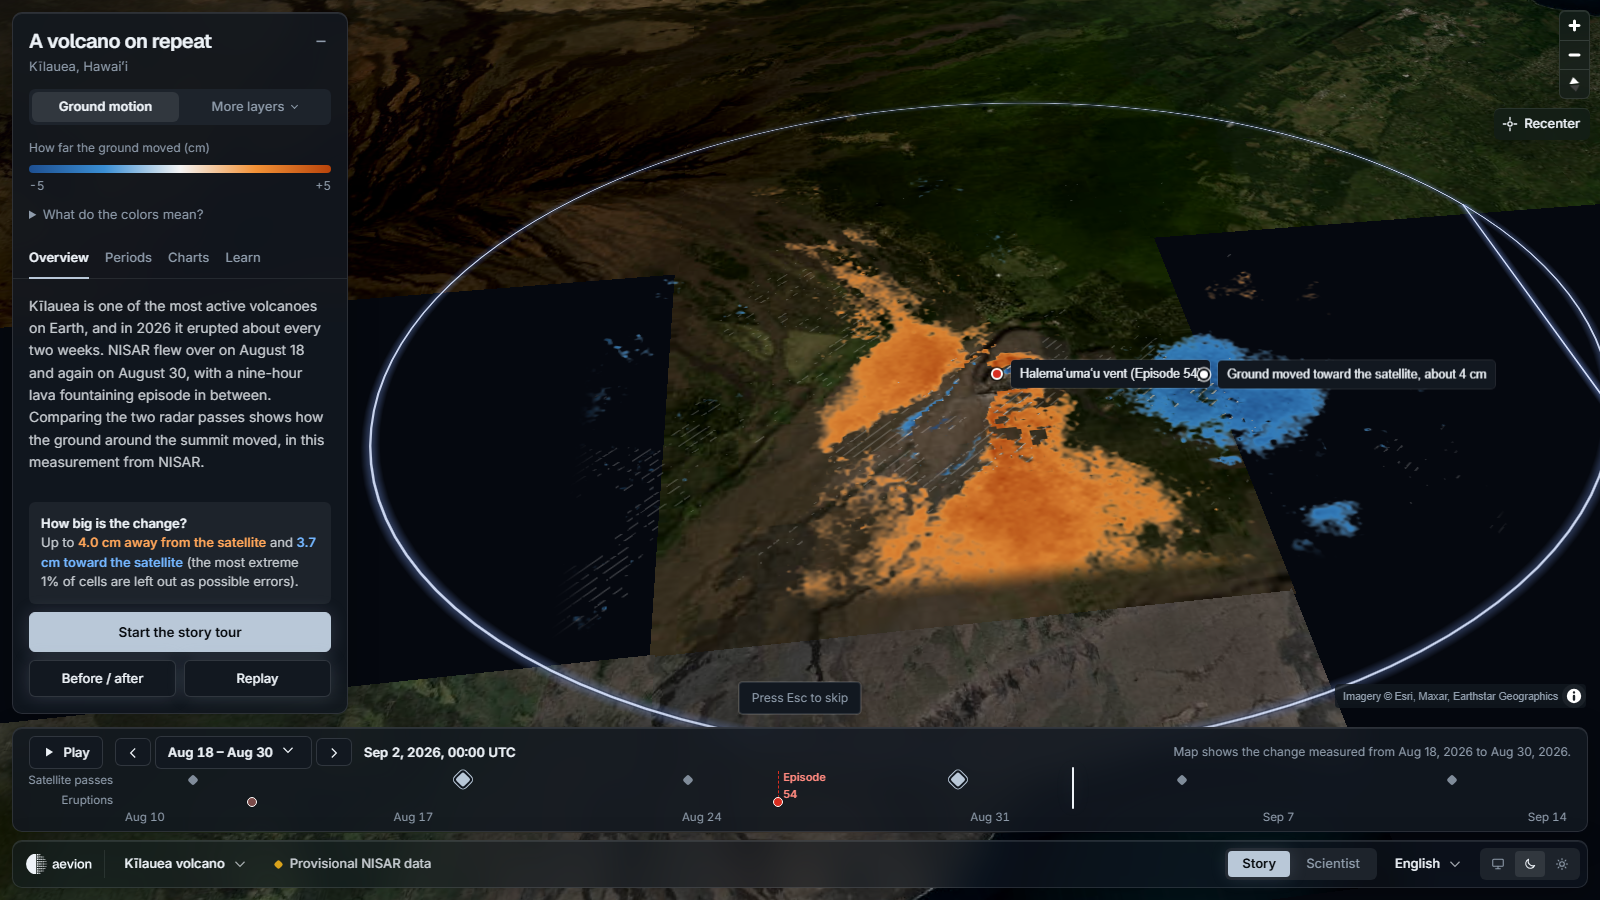 A volcano on repeat
Kīlauea, Hawaiʻi
Ground motion
More layers
How far the ground moved (cm)
-5
+5
What do the colors mean?
Overview
Periods
Charts
Learn
Kīlauea is one of the most active volcanoes
on Earth, and in 2026 it erupted about every
two weeks. NISAR flew over on August 18
and again on August 30, with a nine-hour
lava fountaining episode in between.
Comparing the two radar passes shows how
the ground around the summit moved, in this
measurement from NISAR.
How big is the change?
Up to 4.0 cm away from the satellite and 3.7
cm toward the satellite (the most extreme
1% of cells are left out as possible errors).
Start the story tour
Before / after
Replay
Recenter
Halemaʻumaʻu vent (Episode 54)
Ground moved toward the satellite, about 4 cm
Press Esc to skip
Imagery © Esri, Maxar, Earthstar Geographics
Play
Aug 18 – Aug 30
Sep 2, 2026, 00:00 UTC
Map shows the change measured from Aug 18, 2026 to Aug 30, 2026.
Satellite passes
Eruptions
Episode
54
Aug 10
Aug 17
Aug 24
Aug 31
Sep 7
Sep 14
aevion
Kīlauea volcano
Provisional NISAR data
Story
Scientist
English